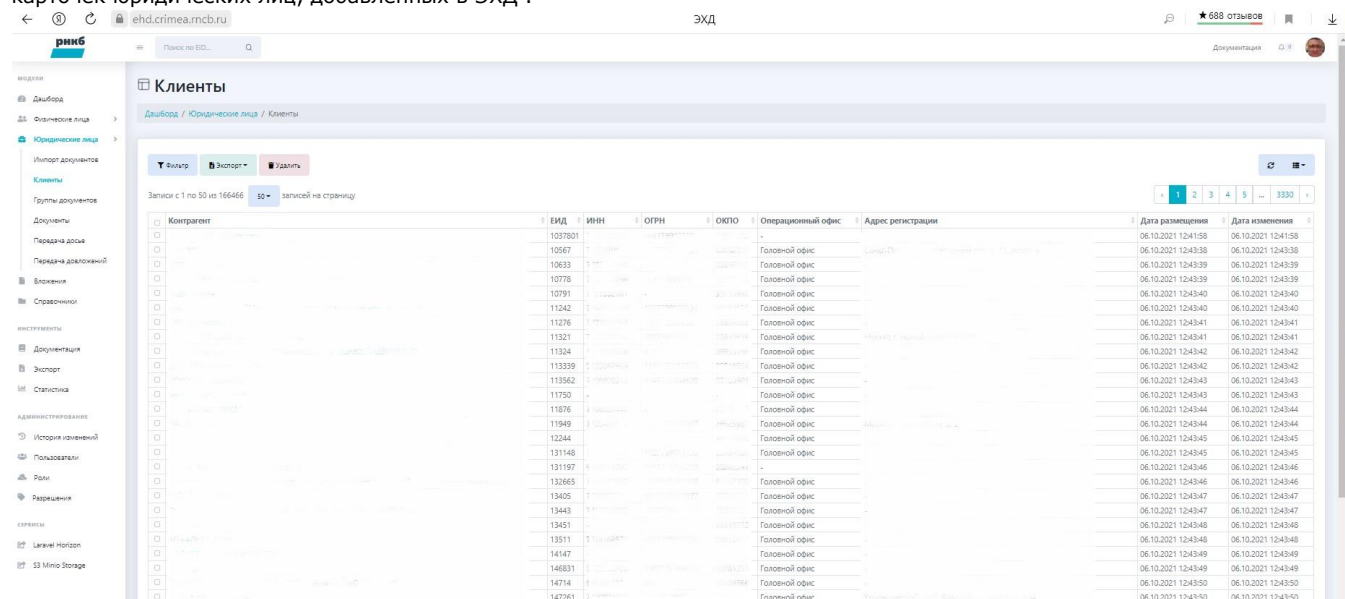 карточек юридических лиц, добавленных в ЭХД .
ehd.crimea.rncb.ru ЭХД ★ 688 отзывов
рнкб Поиск по ЕИД... Документация
МОДЕЛИ
Дашборд
Физические лица
Юридические лица
Импорт документов
Клиенты
Группы документов
Документы
Передача досье
Передача довложений
Вложения
Справочники
ИНСТРУМЕНТЫ
Документация
Экспорт
Статистика
АДМИНИСТРИРОВАНИЕ
История изменений
Пользователи
Роли
Разрешения
СЕРВИСЫ
Laravel Horizon
S3 Minio Storage
Клиенты
Дашборд / Юридические лица / Клиенты
Фильтр Экспорт Удалить
Записи с 1 по 50 из 166466 50 записей на страницу ‹ 1 2 3 4 5 ... 3330 ›
Контрагент ЕИД ИНН ОГРН ОКПО Операционный офис Адрес регистрации Дата размещения Дата изменения
1037801 - 06.10.2021 12:41:58 06.10.2021 12:41:58
10567 Головной офис 06.10.2021 12:43:38 06.10.2021 12:43:38
10633 Головной офис 06.10.2021 12:43:39 06.10.2021 12:43:39
10778 Головной офис 06.10.2021 12:43:39 06.10.2021 12:43:39
10791 Головной офис 06.10.2021 12:43:40 06.10.2021 12:43:40
11242 Головной офис 06.10.2021 12:43:40 06.10.2021 12:43:40
11276 Головной офис 06.10.2021 12:43:41 06.10.2021 12:43:41
11321 Головной офис 06.10.2021 12:43:41 06.10.2021 12:43:41
11324 Головной офис 06.10.2021 12:43:42 06.10.2021 12:43:42
113339 Головной офис 06.10.2021 12:43:42 06.10.2021 12:43:42
113562 Головной офис 06.10.2021 12:43:43 06.10.2021 12:43:43
11750 - Головной офис 06.10.2021 12:43:43 06.10.2021 12:43:43
11876 Головной офис 06.10.2021 12:43:44 06.10.2021 12:43:44
11949 Головной офис 06.10.2021 12:43:44 06.10.2021 12:43:44
12244 Головной офис 06.10.2021 12:43:45 06.10.2021 12:43:45
131148 Головной офис 06.10.2021 12:43:45 06.10.2021 12:43:45
131197 - 06.10.2021 12:43:46 06.10.2021 12:43:46
132665 Головной офис 06.10.2021 12:43:46 06.10.2021 12:43:46
13405 Головной офис 06.10.2021 12:43:47 06.10.2021 12:43:47
13443 Головной офис 06.10.2021 12:43:47 06.10.2021 12:43:47
13451 Головной офис 06.10.2021 12:43:48 06.10.2021 12:43:48
13511 Головной офис 06.10.2021 12:43:48 06.10.2021 12:43:48
14147 Головной офис 06.10.2021 12:43:49 06.10.2021 12:43:49
146831 Головной офис 06.10.2021 12:43:49 06.10.2021 12:43:49
14714 Головной офис 06.10.2021 12:43:50 06.10.2021 12:43:50
147261 Головной офис 06.10.2021 12:43:50 06.10.2021 12:43:50